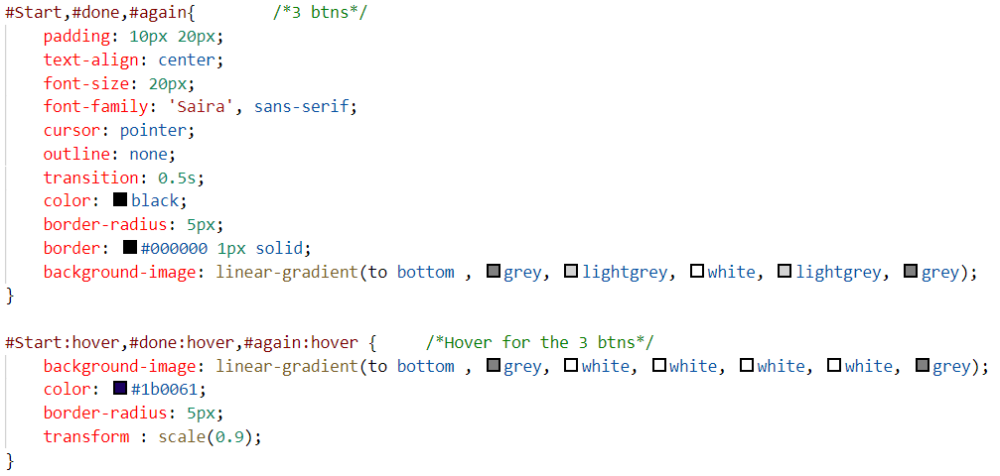 #Start,#done,#again{        /*3 btns*/
    padding: 10px 20px;
    text-align: center;
    font-size: 20px;
    font-family: 'Saira', sans-serif;
    cursor: pointer;
    outline: none;
    transition: 0.5s;
    color: black;
    border-radius: 5px;
    border: #000000 1px solid;
    background-image: linear-gradient(to bottom , grey, lightgrey, white, lightgrey, grey);
}

#Start:hover,#done:hover,#again:hover {     /*Hover for the 3 btns*/
    background-image: linear-gradient(to bottom , grey, white, white, white, white, grey);
    color: #1b0061;
    border-radius: 5px;
    transform : scale(0.9);
}